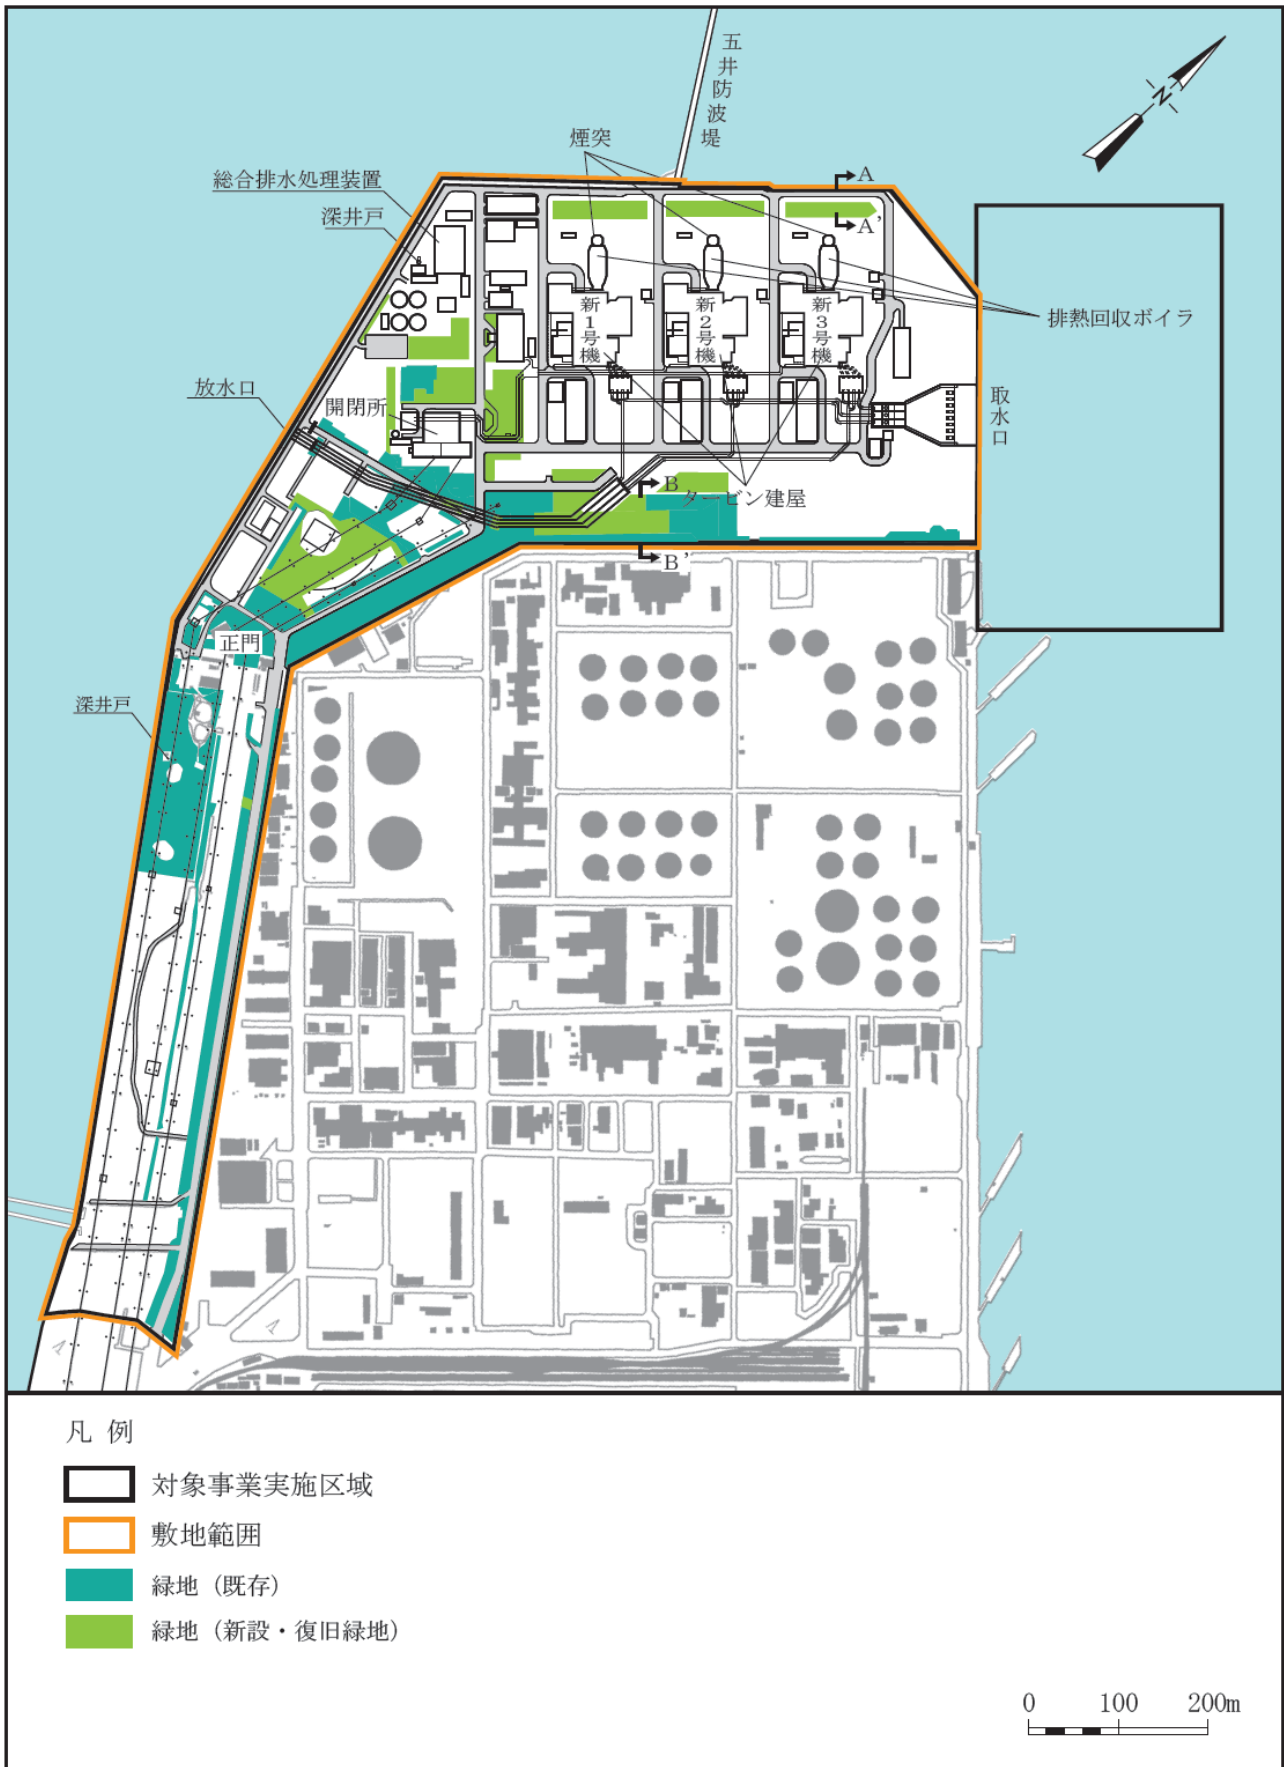 五井防波堤
N
煙突
A
総合排水処理装置
深井戸
A'
新1号機
新2号機
新3号機
排熱回収ボイラ
放水口
開閉所
取水口
B
タービン建屋
B'
正門
深井戸
凡 例
対象事業実施区域
敷地範囲
緑地（既存）
緑地（新設・復旧緑地）
0 100 200m